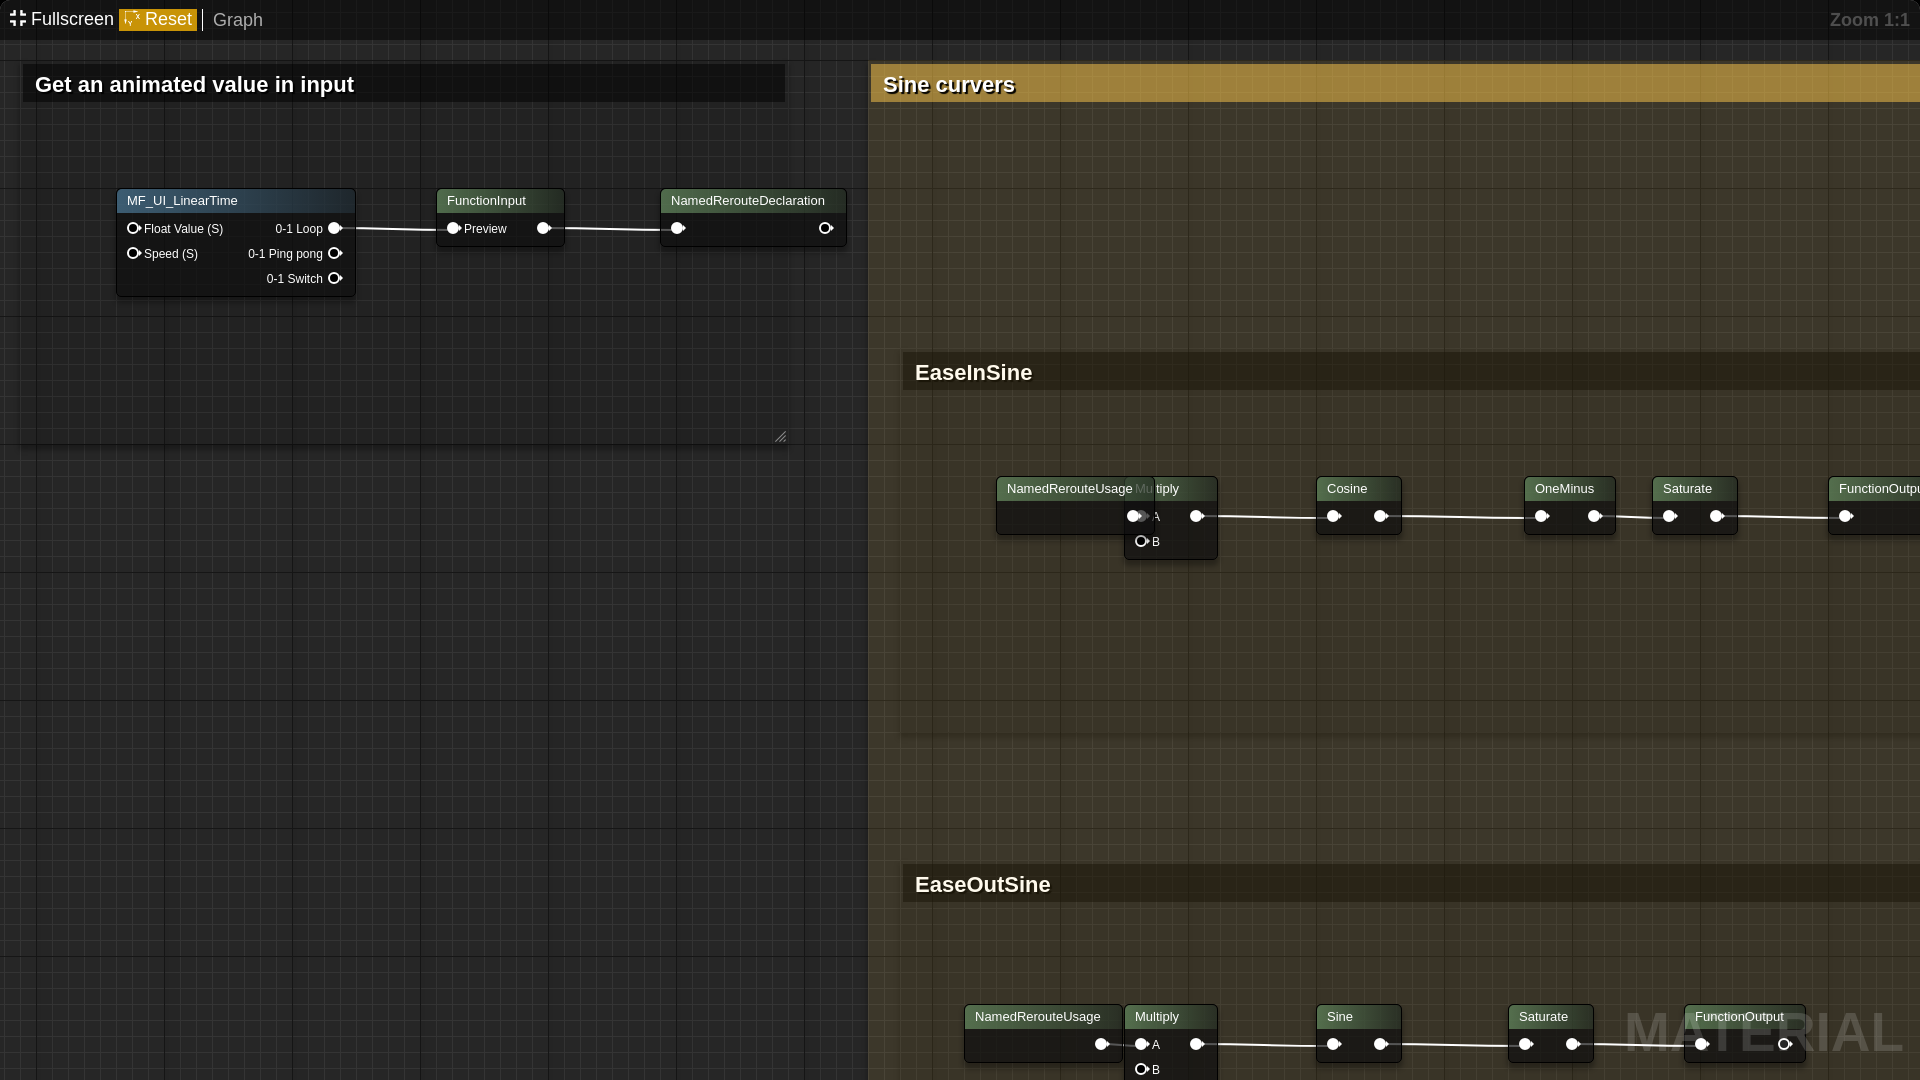 Fullscreen Reset Graph Zoom 1:1
Get an animated value in input
MF_UI_LinearTime
Float Value (S) 0-1 Loop
Speed (S) 0-1 Ping pong
0-1 Switch
FunctionInput
Preview
NamedRerouteDeclaration
Sine curvers
EaseInSine
NamedRerouteUsage
Multiply
A
B
Cosine
OneMinus
Saturate
FunctionOutpu
EaseOutSine
NamedRerouteUsage
Multiply
A
B
Sine
Saturate
FunctionOutput
MATERIAL